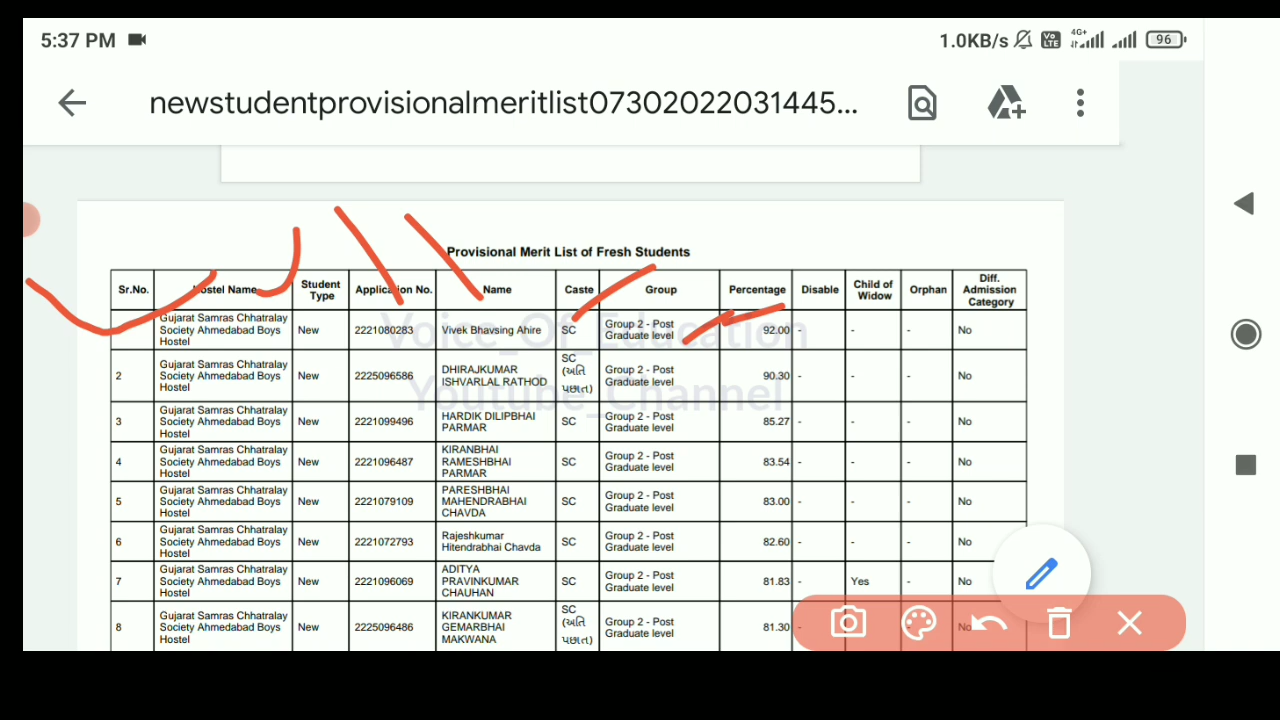 5:37 PM
1.0KB/s Vo LTE 4G+ 96
newstudentprovisionalmeritlist07302022031445...
Provisional Merit List of Fresh Students
Sr.No. Hostel Name Student Type Application No. Name Caste Group Percentage Disable Child of Widow Orphan Diff. Admission Category
Gujarat Samras Chhatralay Society Ahmedabad Boys Hostel New 2221080283 Vivek Bhavsing Ahire SC Group 2 - Post Graduate level 92.00 - - - No
2 Gujarat Samras Chhatralay Society Ahmedabad Boys Hostel New 2225096586 DHIRAJKUMAR ISHVARLAL RATHOD SC (અતિ પછાત) Group 2 - Post Graduate level 90.30 - - - No
3 Gujarat Samras Chhatralay Society Ahmedabad Boys Hostel New 2221099496 HARDIK DILIPBHAI PARMAR SC Group 2 - Post Graduate level 85.27 - - - No
4 Gujarat Samras Chhatralay Society Ahmedabad Boys Hostel New 2221096487 KIRANBHAI RAMESHBHAI PARMAR SC Group 2 - Post Graduate level 83.54 - - - No
5 Gujarat Samras Chhatralay Society Ahmedabad Boys Hostel New 2221079109 PARESHBHAI MAHENDRABHAI CHAVDA SC Group 2 - Post Graduate level 83.00 - - - No
6 Gujarat Samras Chhatralay Society Ahmedabad Boys Hostel New 2221072793 Rajeshkumar Hitendrabhai Chavda SC Group 2 - Post Graduate level 82.60 - - - No
7 Gujarat Samras Chhatralay Society Ahmedabad Boys Hostel New 2221096069 ADITYA PRAVINKUMAR CHAUHAN SC Group 2 - Post Graduate level 81.83 - Yes - No
8 Gujarat Samras Chhatralay Society Ahmedabad Boys Hostel New 2225096486 KIRANKUMAR GEMARBHAI MAKWANA SC (અતિ પછાત) Group 2 - Post Graduate level 81.30 - No
Voice_Of_Education
Youtube_Channel